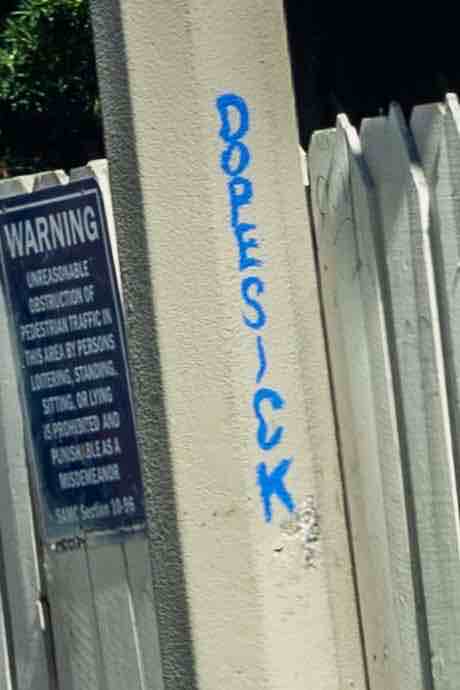 WARNING
UNREASONABLE
OBSTRUCTION OF
PEDESTRIAN TRAFFIC IN
THIS AREA BY PERSONS
LOITERING, STANDING,
SITTING, OR LYING
IS PROHIBITED AND
PUNISHABLE AS A
MISDEMEANOR
SAMC Section 10-96
DOPESICK